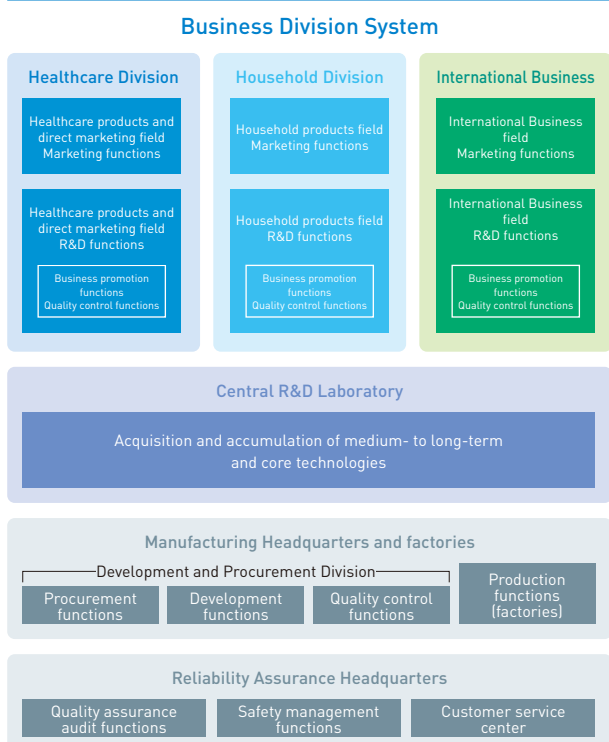 Business Division System
Healthcare Division
Healthcare products and
direct marketing field
Marketing functions
Healthcare products and
direct marketing field
R&D functions
Business promotion
functions
Quality control functions
Household Division
Household products field
Marketing functions
Household products field
R&D functions
Business promotion
functions
Quality control functions
International Business
International Business
field
Marketing functions
International Business
field
R&D functions
Business promotion
functions
Quality control functions
Central R&D Laboratory
Acquisition and accumulation of medium- to long-term
and core technologies
Manufacturing Headquarters and factories
Development and Procurement Division
Procurement
functions
Development
functions
Quality control
functions
Production
functions
(factories)
Reliability Assurance Headquarters
Quality assurance
audit functions
Safety management
functions
Customer service
center